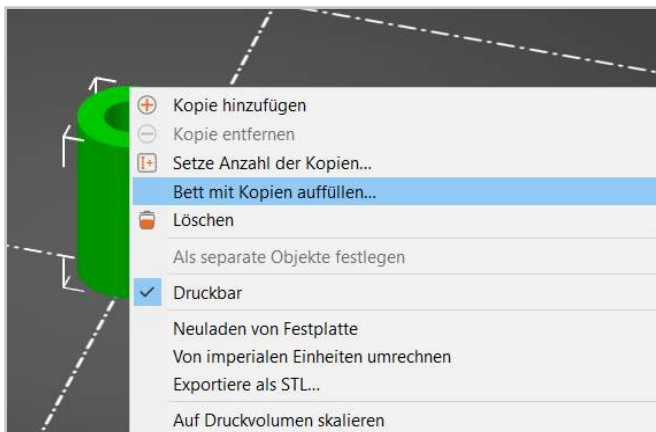 Kopie hinzufügen
Kopie entfernen
Setze Anzahl der Kopien...
Bett mit Kopien auffüllen...
Löschen
Als separate Objekte festlegen
Druckbar
Neuladen von Festplatte
Von imperialen Einheiten umrechnen
Exportiere als STL...
Auf Druckvolumen skalieren